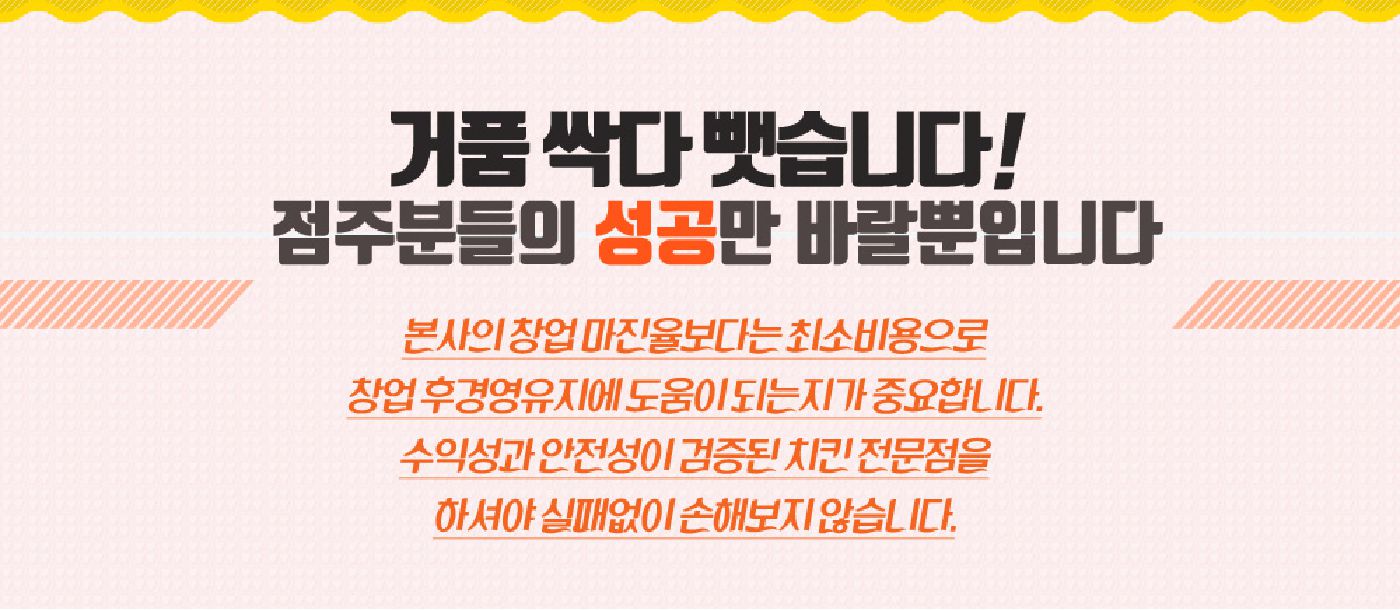 거품 싹다 뺏습니다!
점주분들의 성공만 바랄뿐입니다
본사의 창업 마진율보다는 최소비용으로
창업 후경영유지에 도움이 되는지가 중요합니다.
수익성과 안전성이 검증된 치킨 전문점을
하셔야 실패없이 손해보지 않습니다.